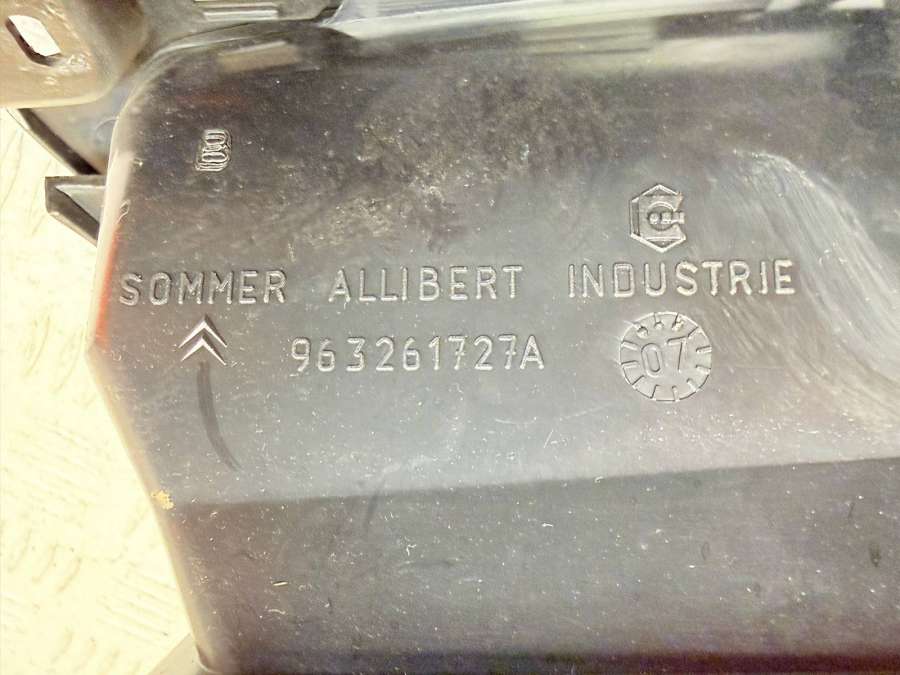 B
SOMMER ALLIBERT INDUSTRIE
963261727A
07